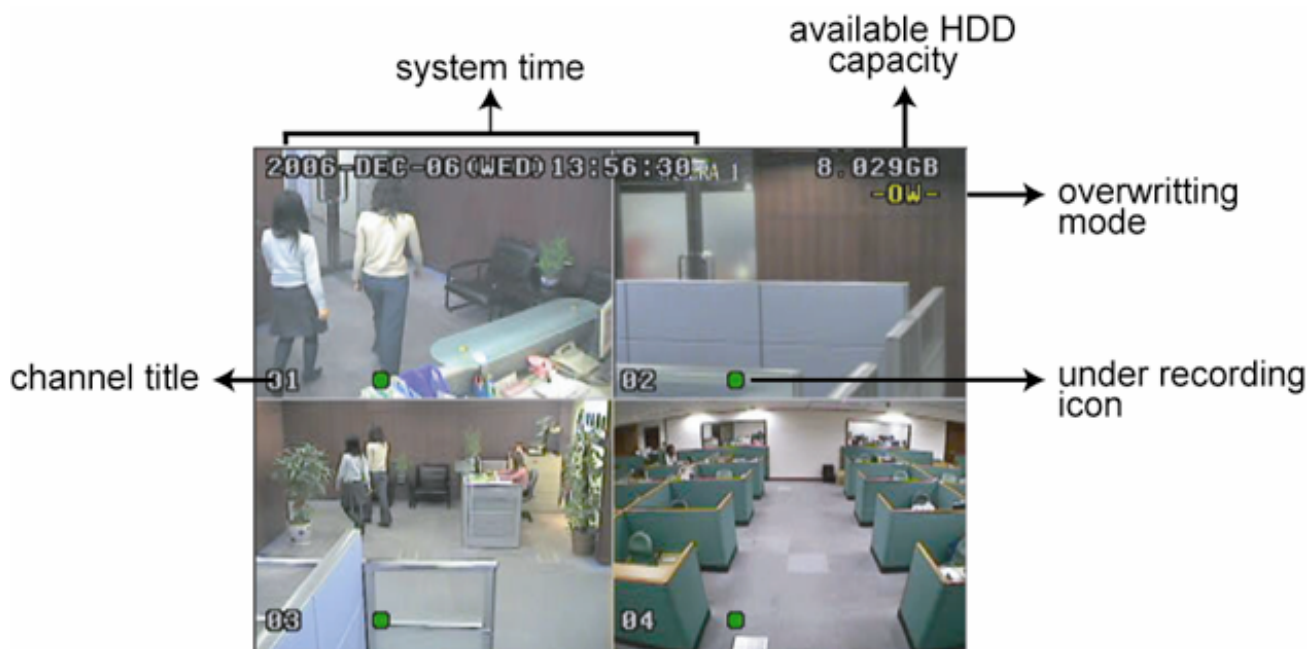 available HDD
capacity
system time
2006-DEC-06(WED)13:56:30
8.029GB
-OW-
overwritting
mode
channel title
01
02
under recording
icon
03
04